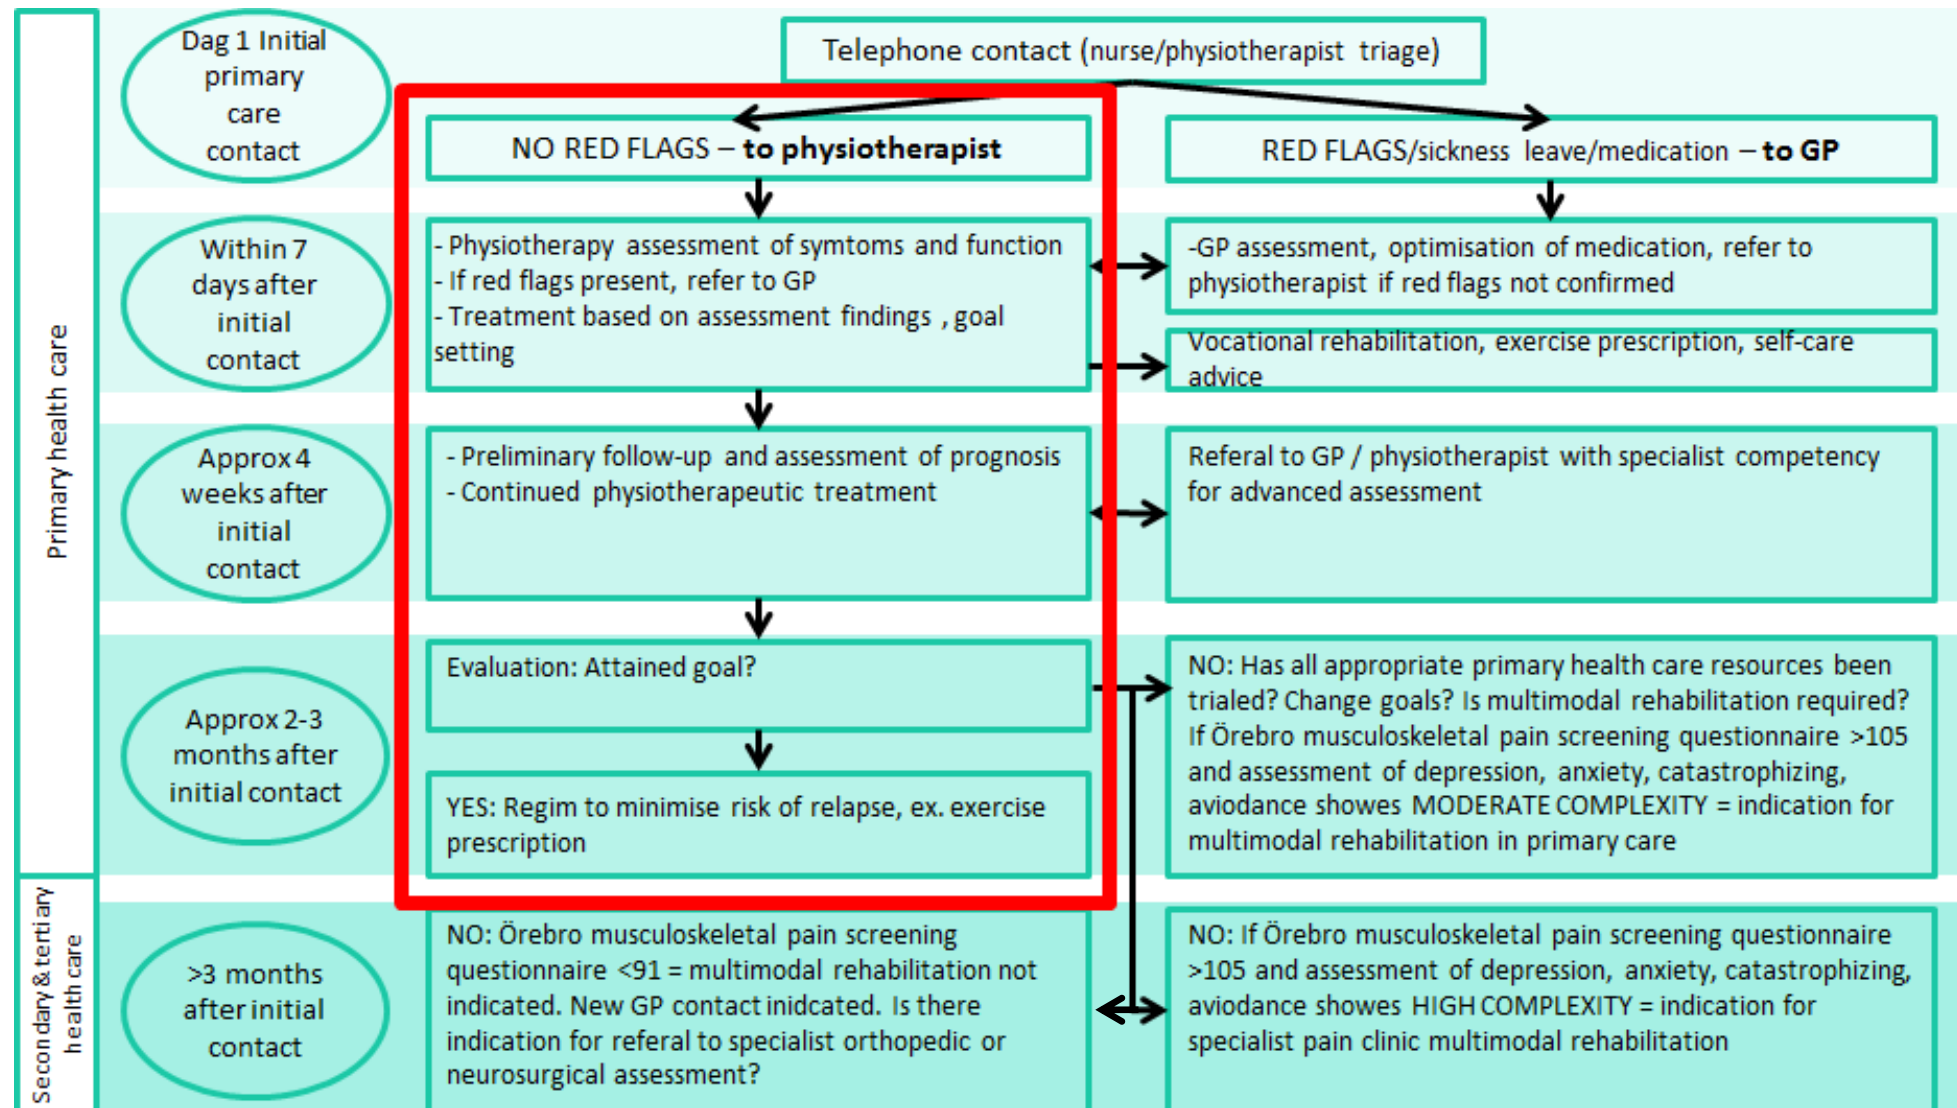 Primary health care
Secondary & tertiary
health care
Dag 1 Initial
primary
care
contact
Telephone contact (nurse/physiotherapist triage)
NO RED FLAGS – to physiotherapist
RED FLAGS/sickness leave/medication – to GP
Within 7
days after
initial
contact
- Physiotherapy assessment of symtoms and function
- If red flags present, refer to GP
- Treatment based on assessment findings , goal
setting
-GP assessment, optimisation of medication, refer to
physiotherapist if red flags not confirmed
Vocational rehabilitation, exercise prescription, self-care
advice
Approx 4
weeks after
initial
contact
- Preliminary follow-up and assessment of prognosis
- Continued physiotherapeutic treatment
Referal to GP / physiotherapist with specialist competency
for advanced assessment
Approx 2-3
months after
initial contact
Evaluation: Attained goal?
YES: Regim to minimise risk of relapse, ex. exercise
prescription
NO: Has all appropriate primary health care resources been
trialed? Change goals? Is multimodal rehabilitation required?
If Örebro musculoskeletal pain screening questionnaire >105
and assessment of depression, anxiety, catastrophizing,
aviodance showes MODERATE COMPLEXITY = indication for
multimodal rehabilitation in primary care
>3 months
after initial
contact
NO: Örebro musculoskeletal pain screening
questionnaire <91 = multimodal rehabilitation not
indicated. New GP contact inidcated. Is there
indication for referal to specialist orthopedic or
neurosurgical assessment?
NO: If Örebro musculoskeletal pain screening questionnaire
>105 and assessment of depression, anxiety, catastrophizing,
aviodance showes HIGH COMPLEXITY = indication for
specialist pain clinic multimodal rehabilitation